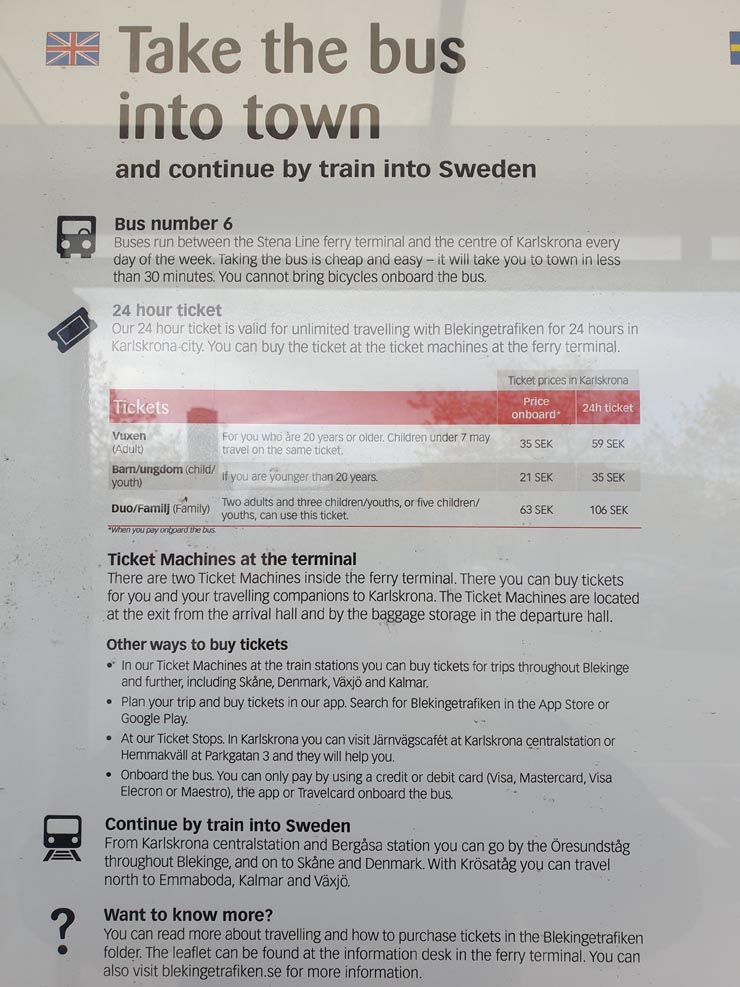 Take the bus
into town
and continue by train into Sweden
Bus number 6
Buses run between the Stena Line ferry terminal and the centre of Karlskrona every
day of the week. Taking the bus is cheap and easy – it will take you to town in less
than 30 minutes. You cannot bring bicycles onboard the bus.
24 hour ticket
Our 24 hour ticket is valid for unlimited travelling with Blekingetrafiken for 24 hours in
Karlskrona-city. You can buy the ticket at the ticket machines at the ferry terminal.
Ticket prices in Karlskrona
Tickets Price onboard* 24h ticket
Vuxen (Adult) For you who are 20 years or older. Children under 7 may travel on the same ticket. 35 SEK 59 SEK
Barn/ungdom (child/youth) If you are younger than 20 years. 21 SEK 35 SEK
Duo/Familj (Family) Two adults and three children/youths, or five children/youths, can use this ticket. 63 SEK 106 SEK
*When you pay onboard the bus.
Ticket Machines at the terminal
There are two Ticket Machines inside the ferry terminal. There you can buy tickets
for you and your travelling companions to Karlskrona. The Ticket Machines are located
at the exit from the arrival hall and by the baggage storage in the departure hall.
Other ways to buy tickets
• In our Ticket Machines at the train stations you can buy tickets for trips throughout Blekinge
and further, including Skåne, Denmark, Växjö and Kalmar.
• Plan your trip and buy tickets in our app. Search for Blekingetrafiken in the App Store or
Google Play.
• At our Ticket Stops. In Karlskrona you can visit Järnvägscafét at Karlskrona centralstation or
Hemmakväll at Parkgatan 3 and they will help you.
• Onboard the bus. You can only pay by using a credit or debit card (Visa, Mastercard, Visa
Elecron or Maestro), the app or Travelcard onboard the bus.
Continue by train into Sweden
From Karlskrona centralstation and Bergåsa station you can go by the Öresundståg
throughout Blekinge, and on to Skåne and Denmark. With Krösatåg you can travel
north to Emmaboda, Kalmar and Växjö.
Want to know more?
You can read more about travelling and how to purchase tickets in the Blekingetrafiken
folder. The leaflet can be found at the information desk in the ferry terminal. You can
also visit blekingetrafiken.se for more information.